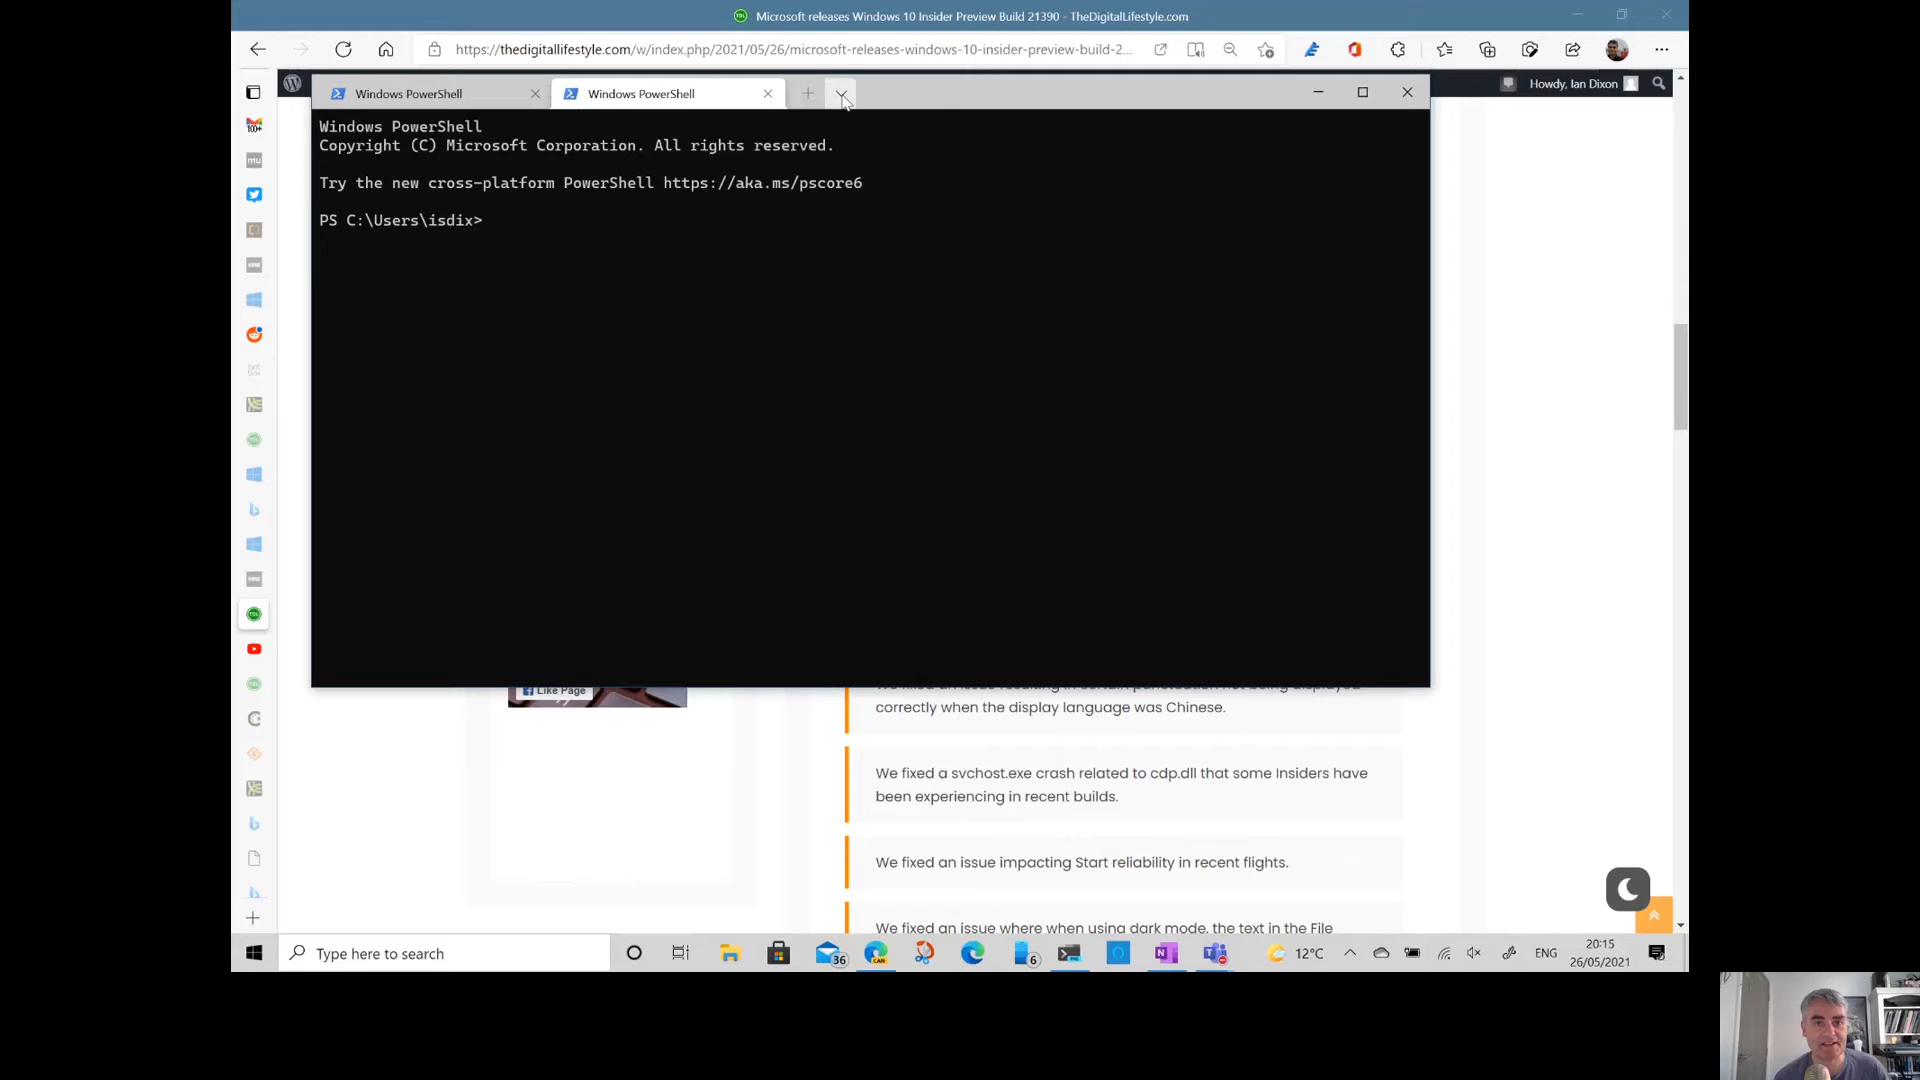 Microsoft releases Windows 10 Insider Preview Build 21390 - TheDigitalLifestyle.com
https://thedigitallifestyle.com/w/index.php/2021/05/26/microsoft-releases-windows-10-insider-preview-build-2...
Howdy, Ian Dixon
Windows PowerShell
Windows PowerShell
Windows PowerShell
Copyright (C) Microsoft Corporation. All rights reserved.
Try the new cross-platform PowerShell https://aka.ms/pscore6
PS C:\Users\isdix>
Like Page
correctly when the display language was Chinese.
We fixed a svchost.exe crash related to cdp.dll that some Insiders have
been experiencing in recent builds.
We fixed an issue impacting Start reliability in recent flights.
We fixed an issue where when using dark mode, the text in the File
Type here to search
36
CAN
6
12°C
ENG
20:15
26/05/2021